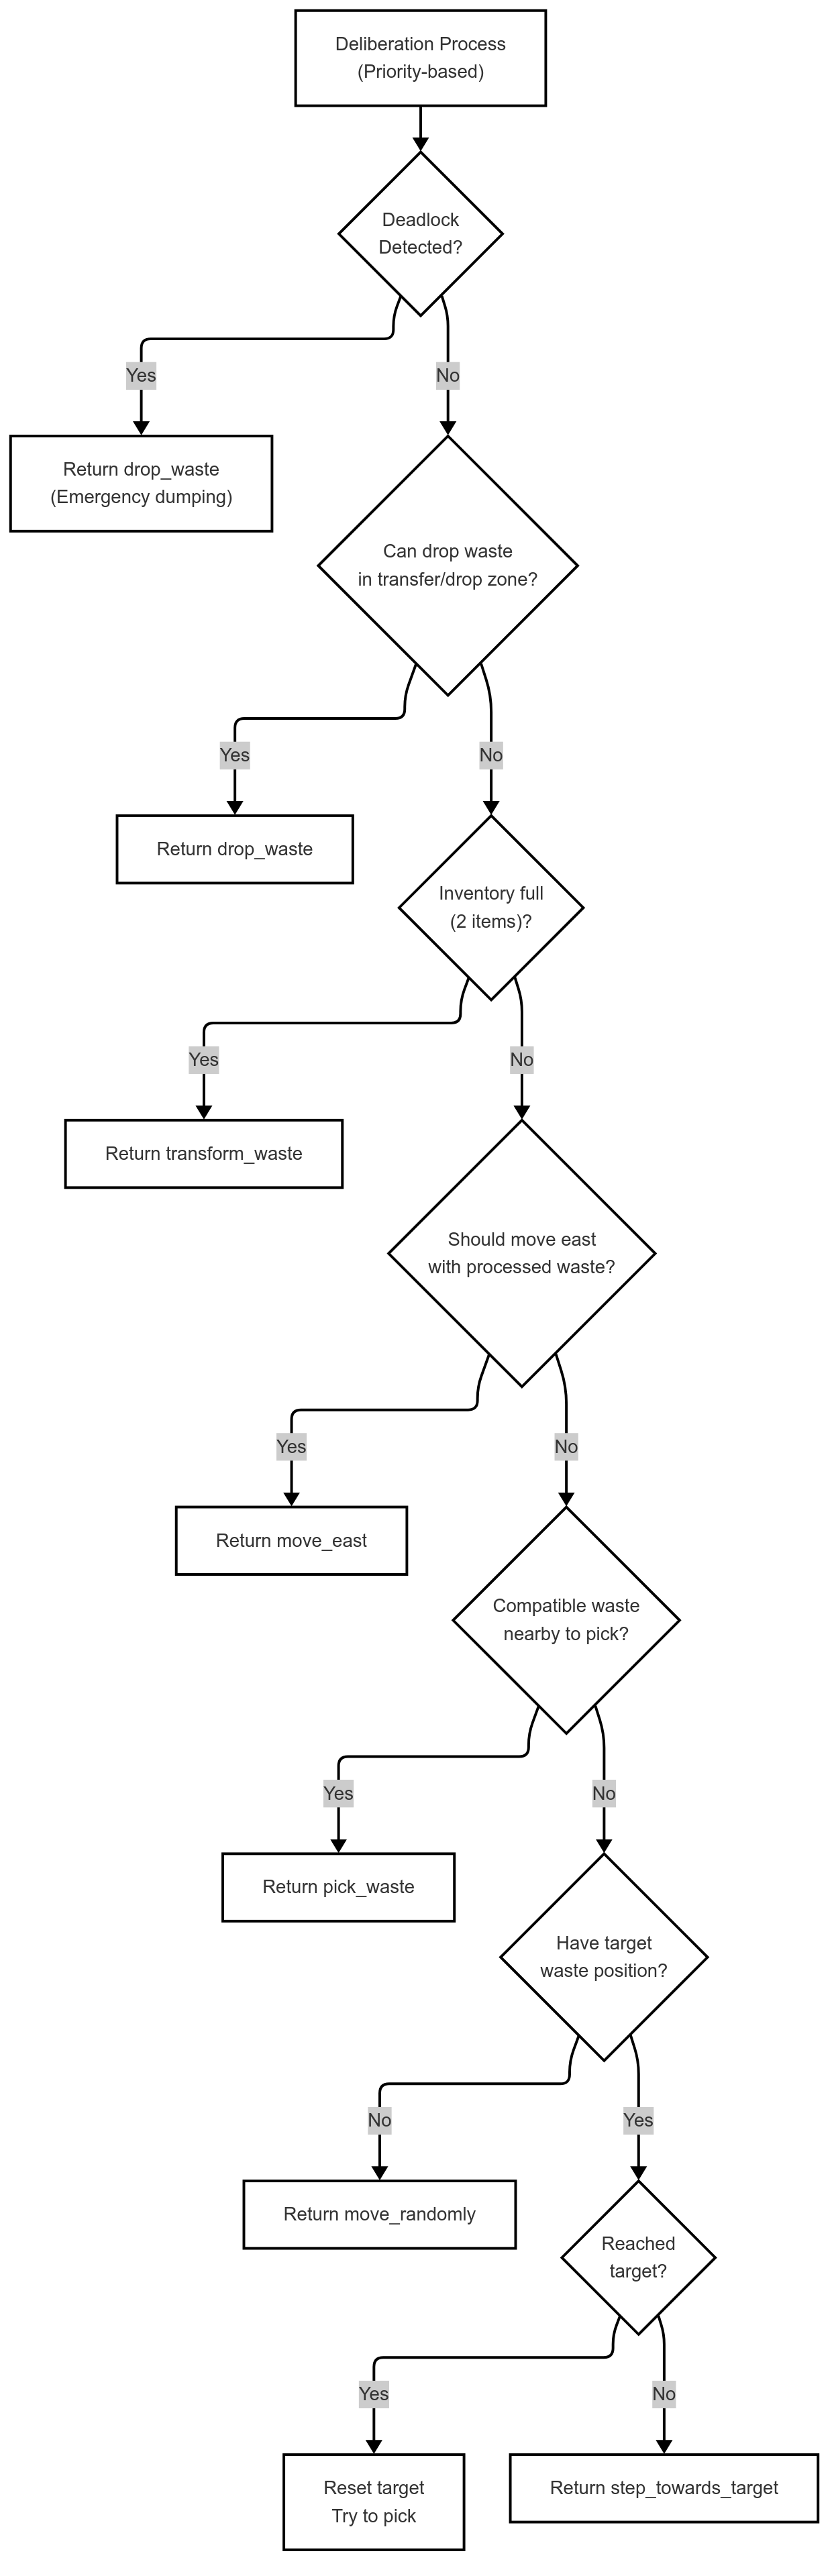 Deliberation Process
(Priority-based)
Deadlock
Detected?
Yes
No
Return drop_waste
(Emergency dumping)
Can drop waste
in transfer/drop zone?
Yes
No
Return drop_waste
Inventory full
(2 items)?
Yes
No
Return transform_waste
Should move east
with processed waste?
Yes
No
Return move_east
Compatible waste
nearby to pick?
Yes
No
Return pick_waste
Have target
waste position?
No
Yes
Return move_randomly
Reached
target?
Yes
No
Reset target
Try to pick
Return step_towards_target